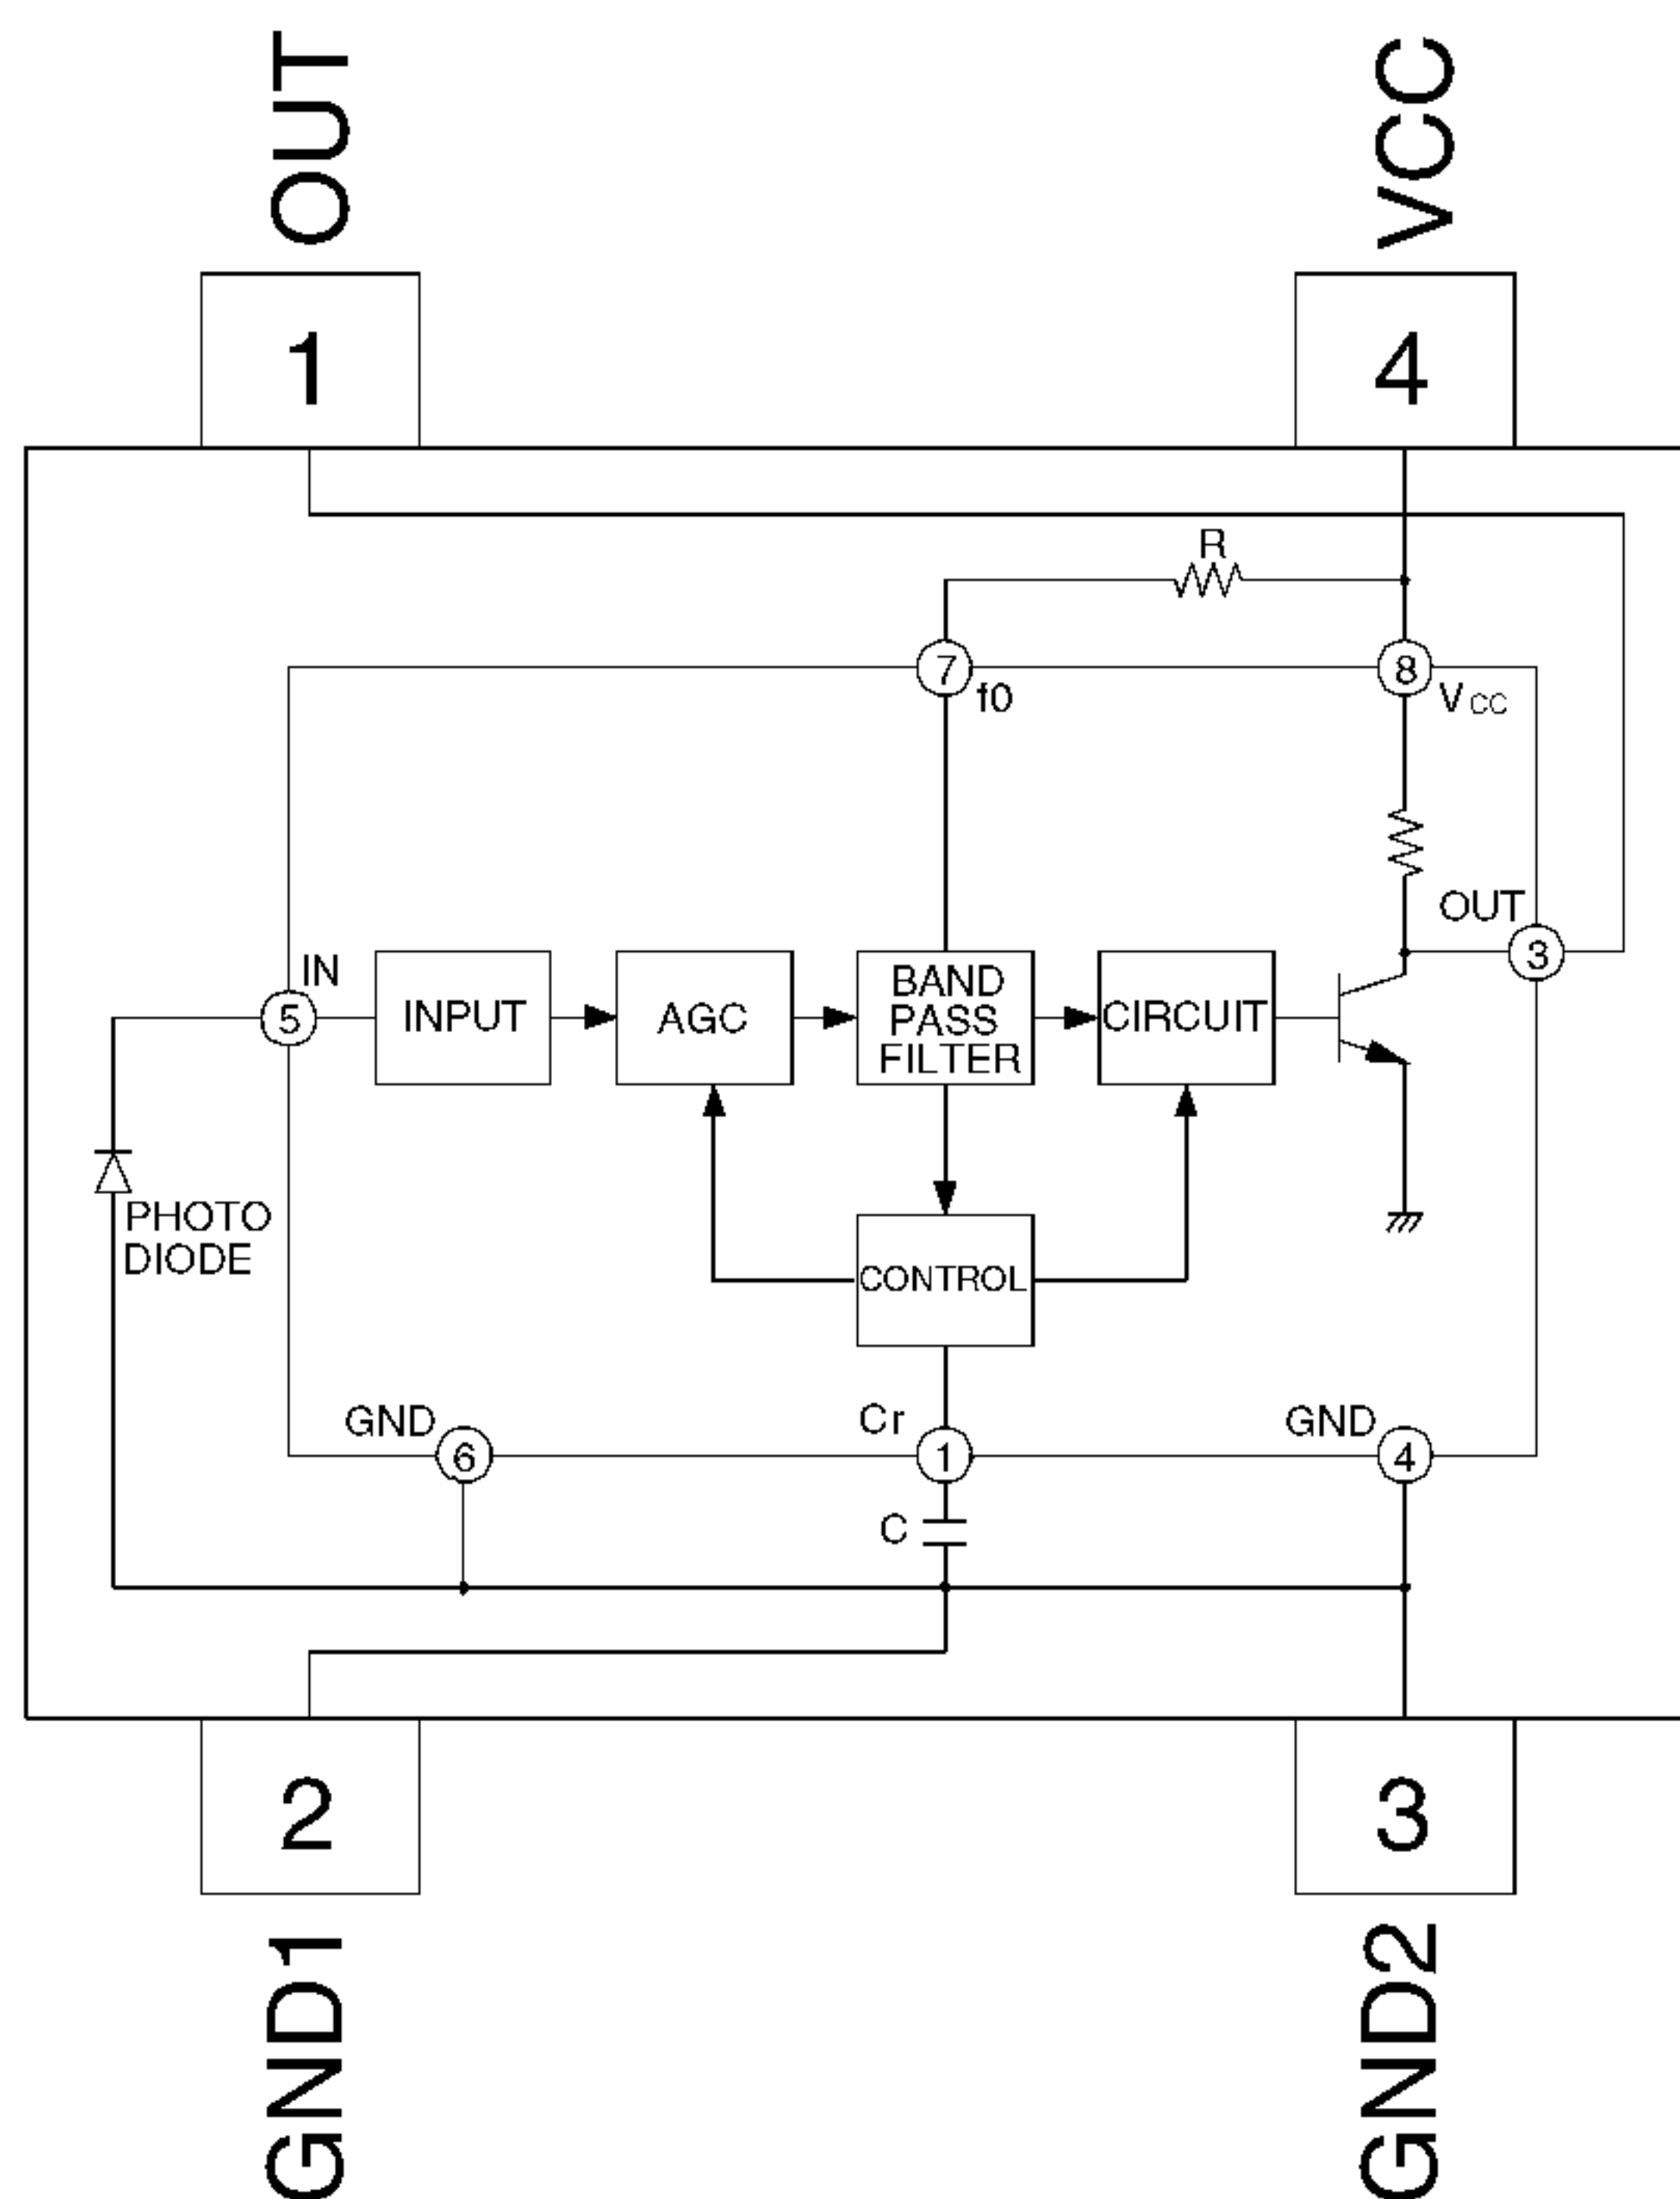 OUT
VCC
1
4
R
7
8
f0
VCC
OUT
3
IN
5
INPUT
AGC
BAND
PASS
FILTER
CIRCUIT
PHOTO
DIODE
CONTROL
GND
Cr
GND
6
1
4
C
2
3
GND1
GND2